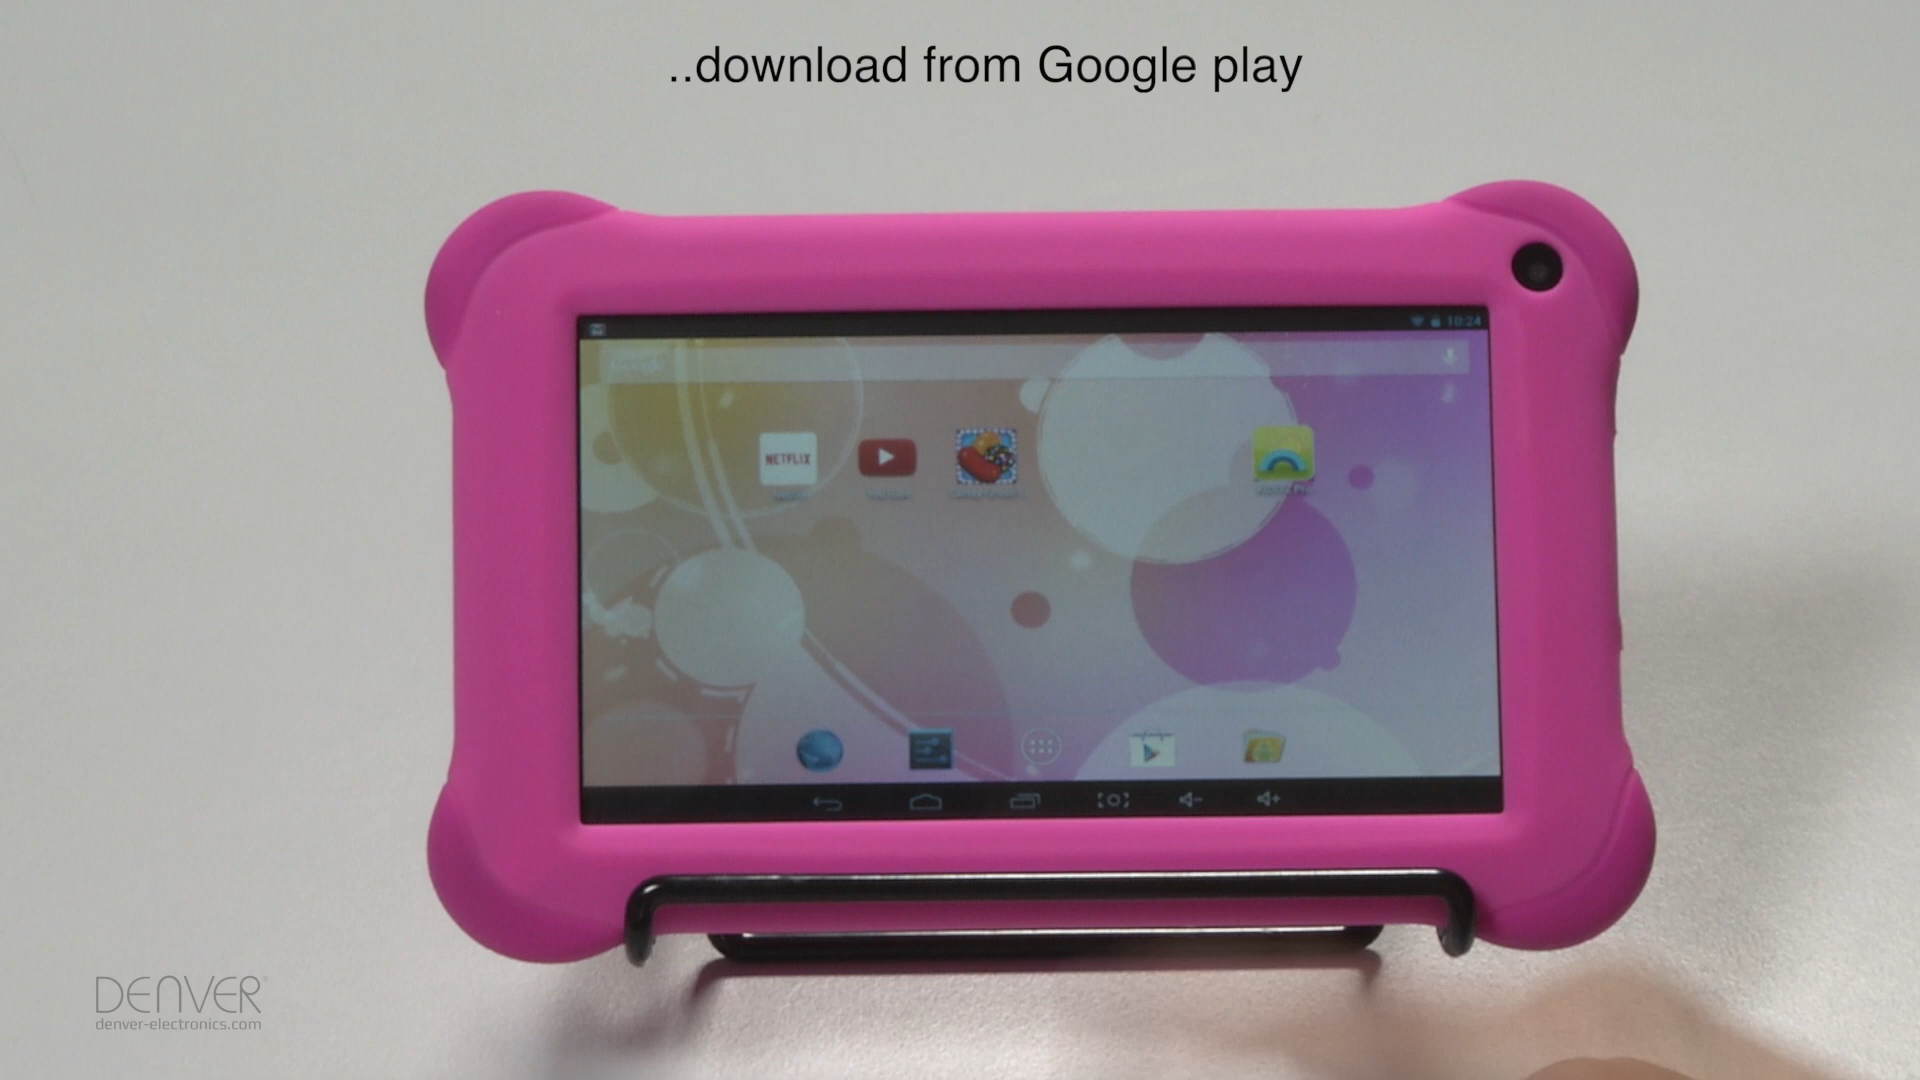 ..download from Google play
10:24
NETFLIX
DENVER
denver-electronics.com